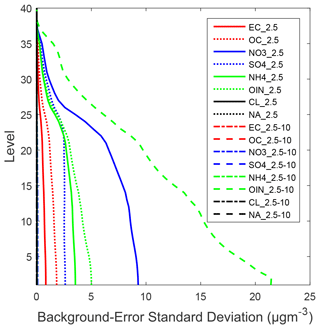 40
35
30
25
20
15
10
5
Level
0
5
10
15
20
25
Background-Error Standard Deviation (µgm-3)
EC_2.5
OC_2.5
NO3_2.5
SO4_2.5
NH4_2.5
OIN_2.5
CL_2.5
NA_2.5
EC_2.5-10
OC_2.5-10
NO3_2.5-10
SO4_2.5-10
NH4_2.5-10
OIN_2.5-10
CL_2.5-10
NA_2.5-10